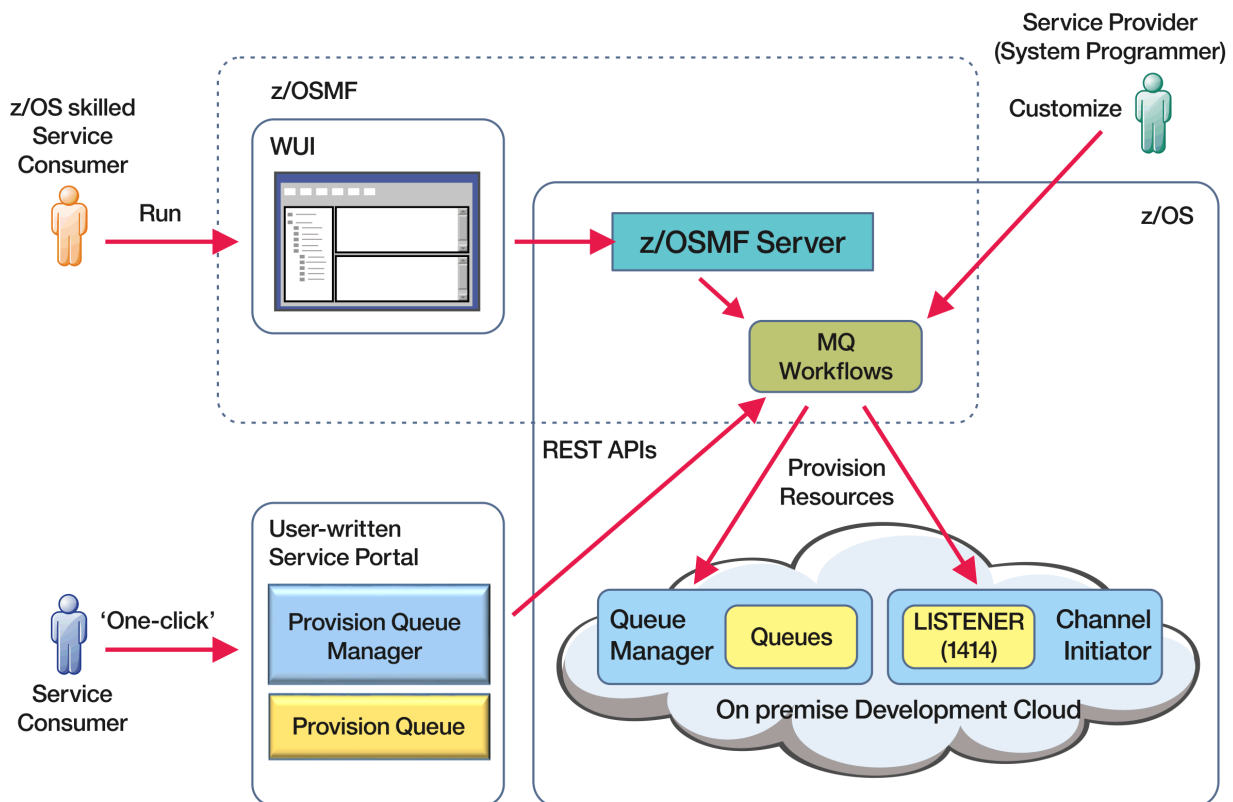 Service Provider
(System Programmer)
Customize
z/OS skilled
Service
Consumer
Run
z/OSMF
WUI
z/OS
z/OSMF Server
MQ
Workflows
REST APIs
Provision
Resources
User-written
Service Portal
Provision Queue
Manager
Provision Queue
'One-click'
Service
Consumer
Queue
Manager
Queues
LISTENER
(1414)
Channel
Initiator
On premise Development Cloud